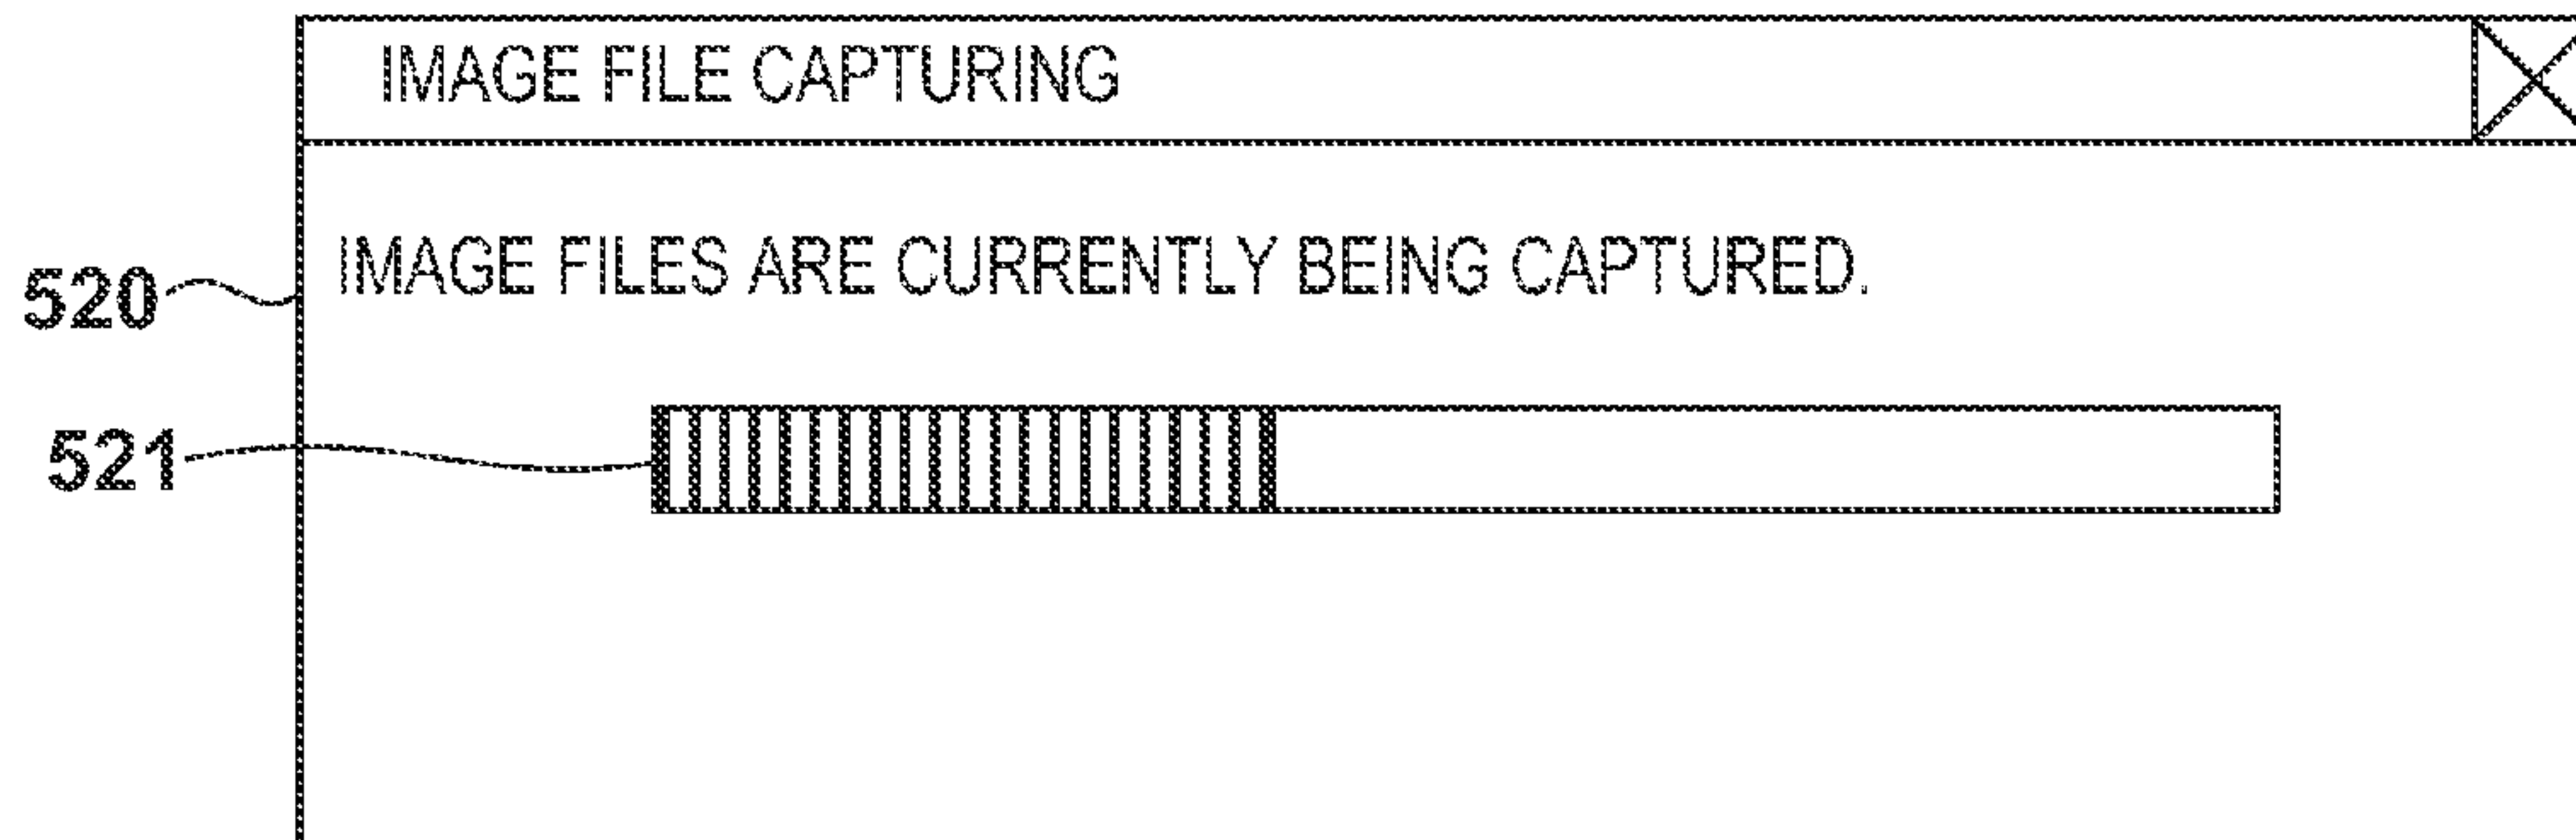 IMAGE FILE CAPTURING
IMAGE FILES ARE CURRENTLY BEING CAPTURED.
520
521